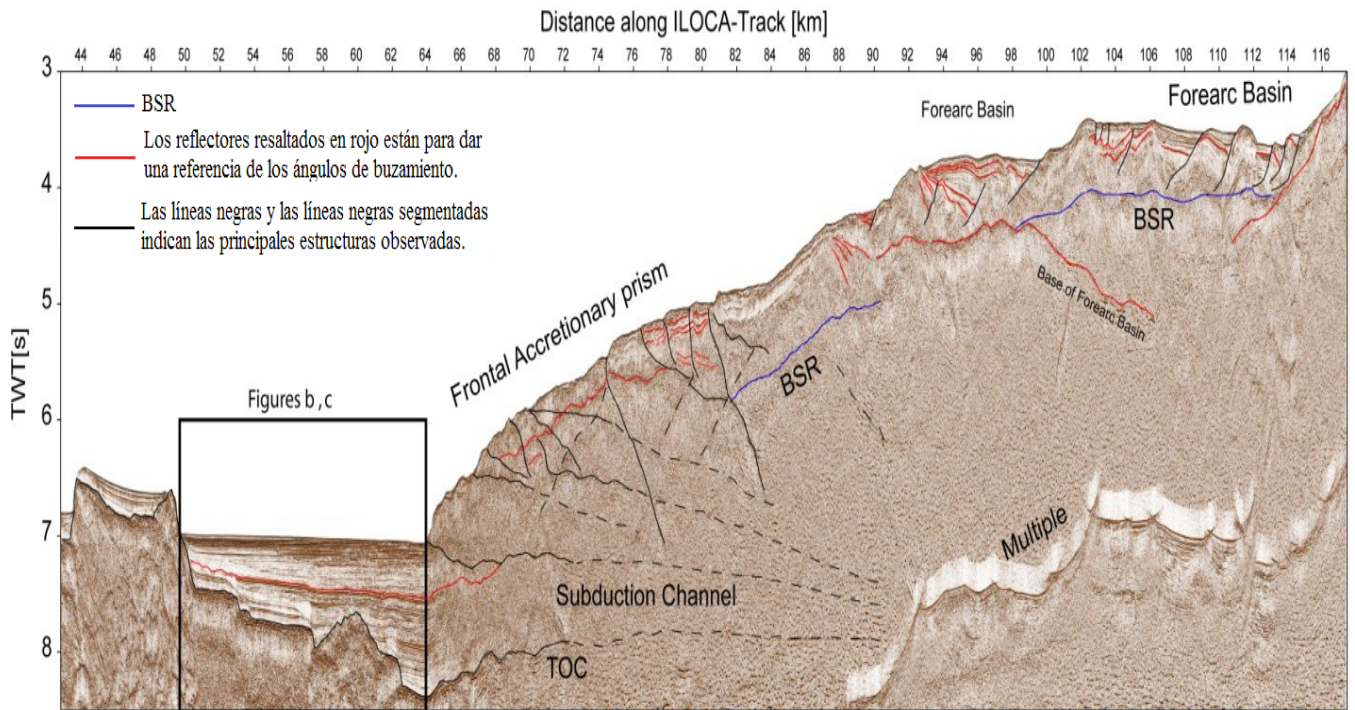 Distance along ILOCA-Track [km]
44 46 48 50 52 54 56 58 60 62 64 66 68 70 72 74 76 78 80 82 84 86 88 90 92 94 96 98 100 102 104 106 108 110 112 114 116
TWT[s]
3
4
5
6
7
8
BSR
Los reflectores resaltados en rojo están para dar
una referencia de los ángulos de buzamiento.
Las líneas negras y las líneas negras segmentadas
indican las principales estructuras observadas.
Forearc Basin
Forearc Basin
BSR
Base of Forearc Basin
Frontal Accretionary prism
BSR
Figures b , c
Multiple
Subduction Channel
TOC